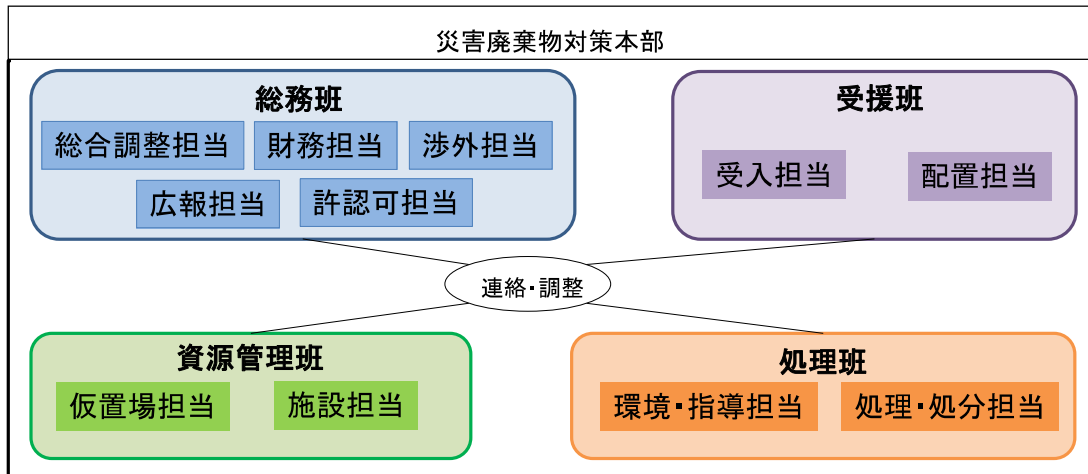 災害廃棄物対策本部
総務班
総合調整担当
財務担当
渉外担当
広報担当
許認可担当
受援班
受入担当
配置担当
連絡・調整
資源管理班
仮置場担当
施設担当
処理班
環境・指導担当
処理・処分担当